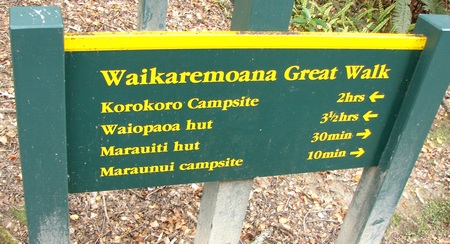 Waikaremoana Great Walk
Korokoro Campsite 2hrs ←
Waiopaoa hut 3½hrs ←
Marauiti hut 30min →
Maraunui campsite 10min →